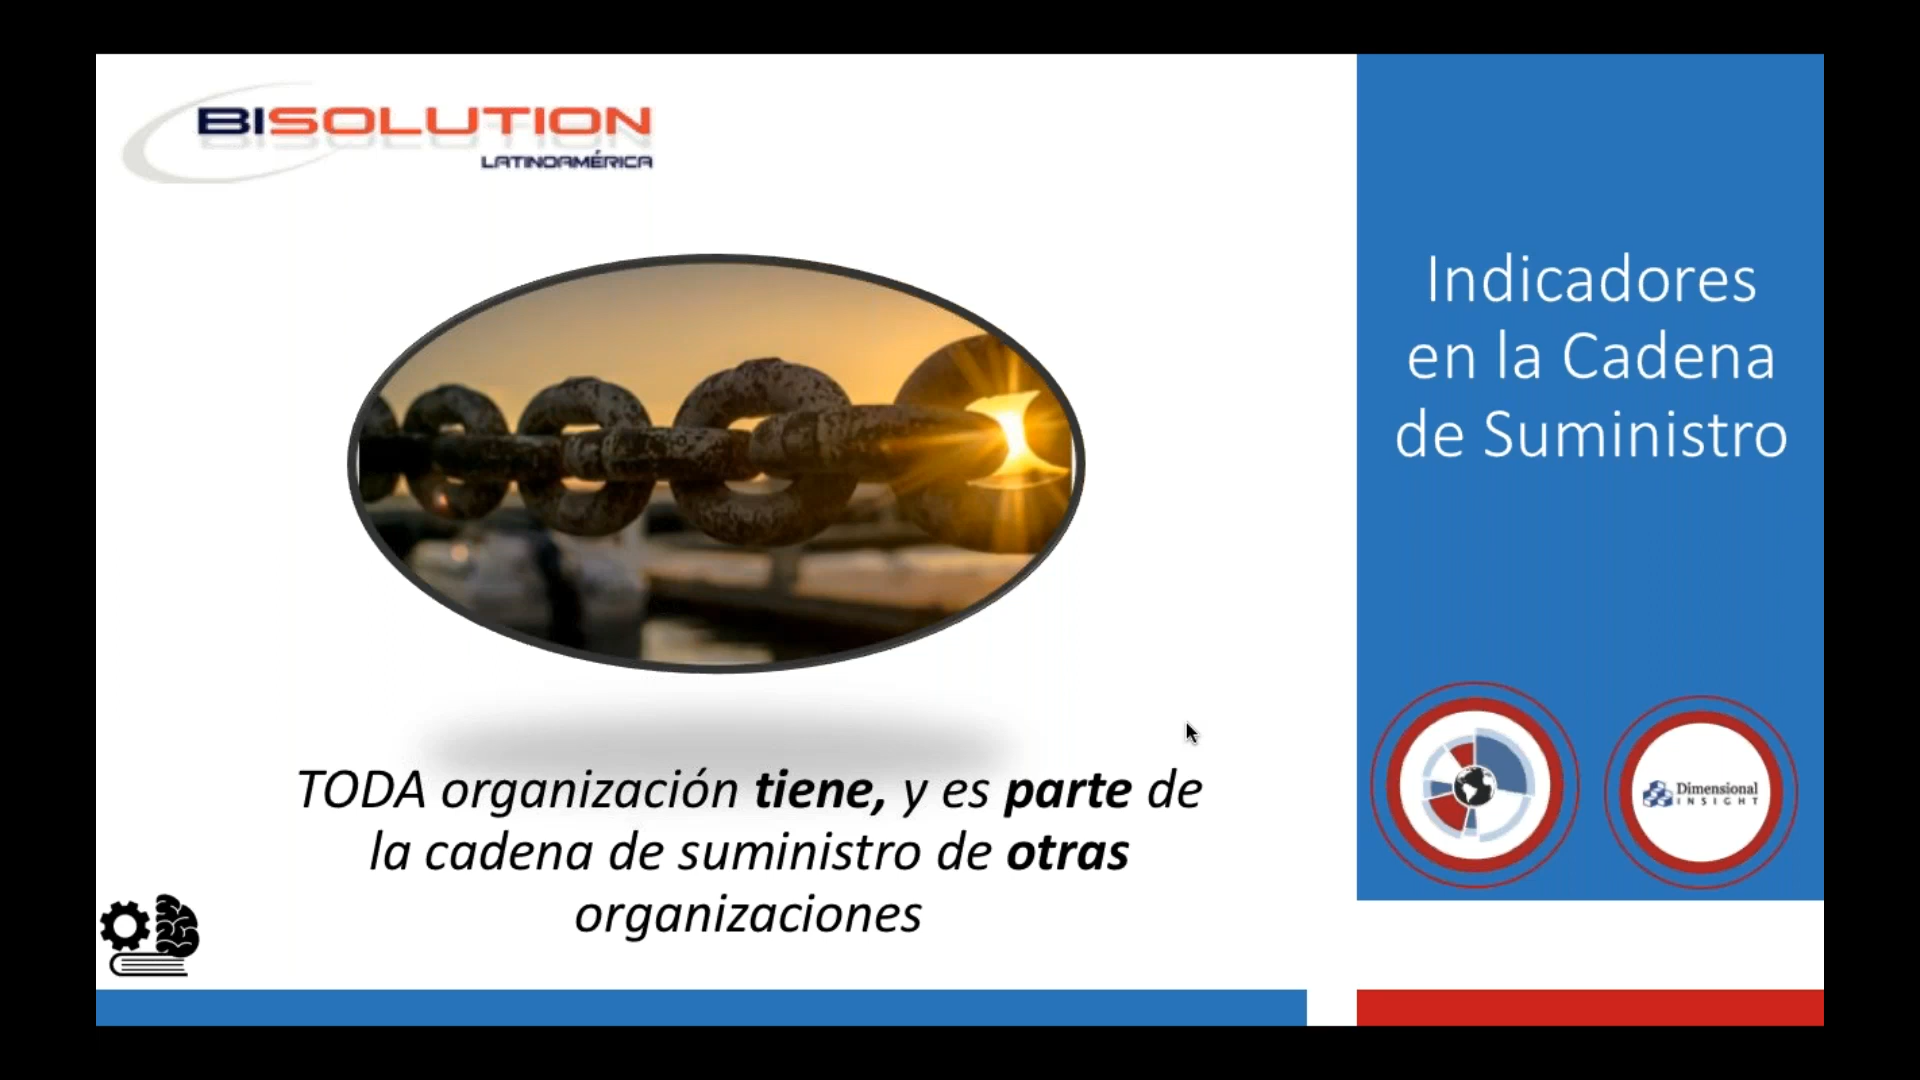 BISOLUTION
LATINOAMÉRICA
Indicadores
en la Cadena
de Suministro
TODA organización tiene, y es parte de
la cadena de suministro de otras
organizaciones
Dimensional
INSIGHT